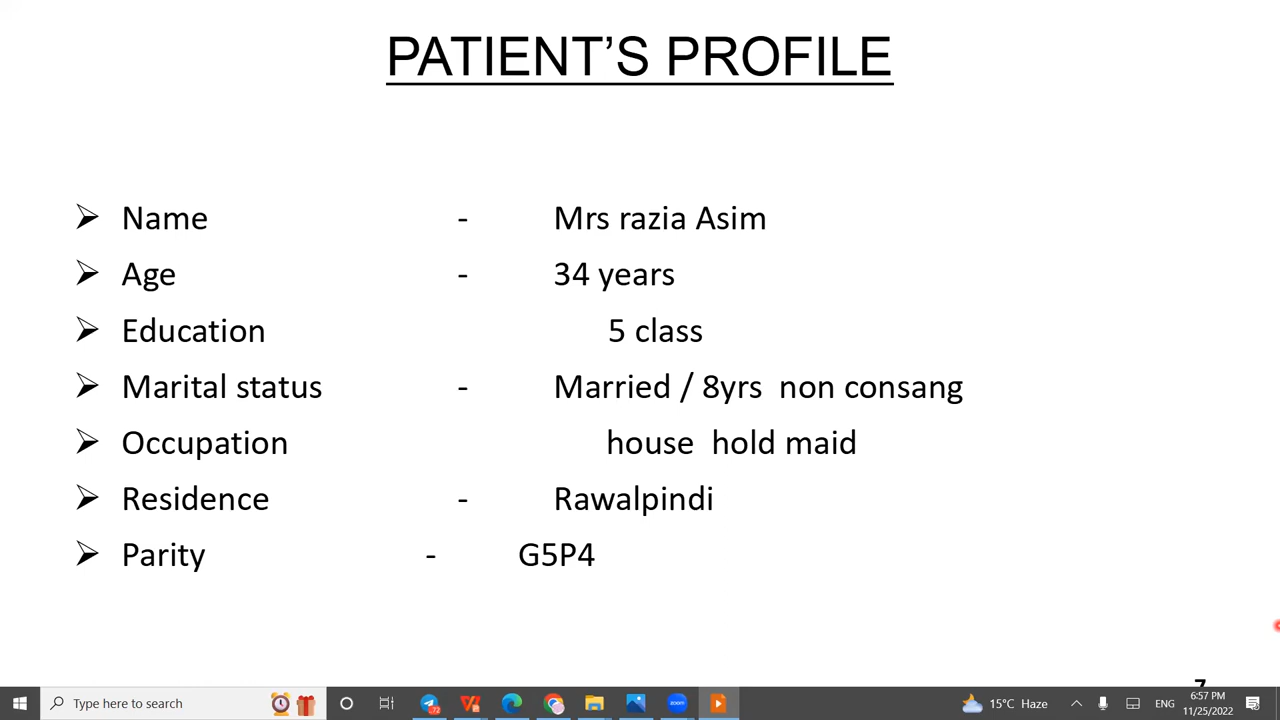 PATIENT’S PROFILE
➢ Name - Mrs razia Asim
➢ Age - 34 years
➢ Education 5 class
➢ Marital status - Married / 8yrs non consang
➢ Occupation house hold maid
➢ Residence - Rawalpindi
➢ Parity - G5P4
7
Type here to search
72
zoom
15°C Haze
ENG
6:57 PM
11/25/2022